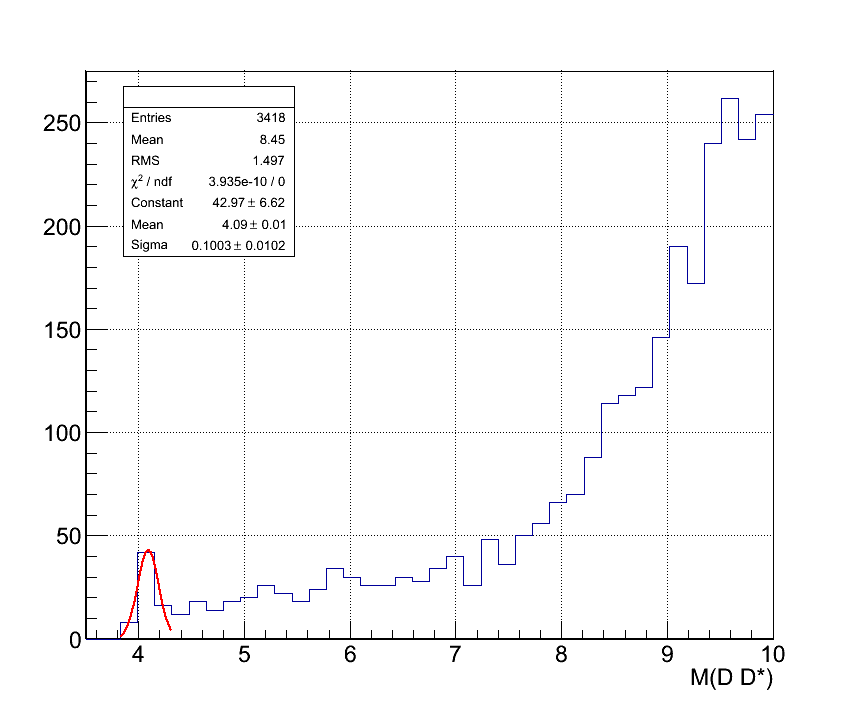 250
200
150
100
50
0
Entries 3418
Mean 8.45
RMS 1.497
χ² / ndf 3.935e-10 / 0
Constant 42.97 ± 6.62
Mean 4.09 ± 0.01
Sigma 0.1003 ± 0.0102
4 5 6 7 8 9 10
M(D D*)